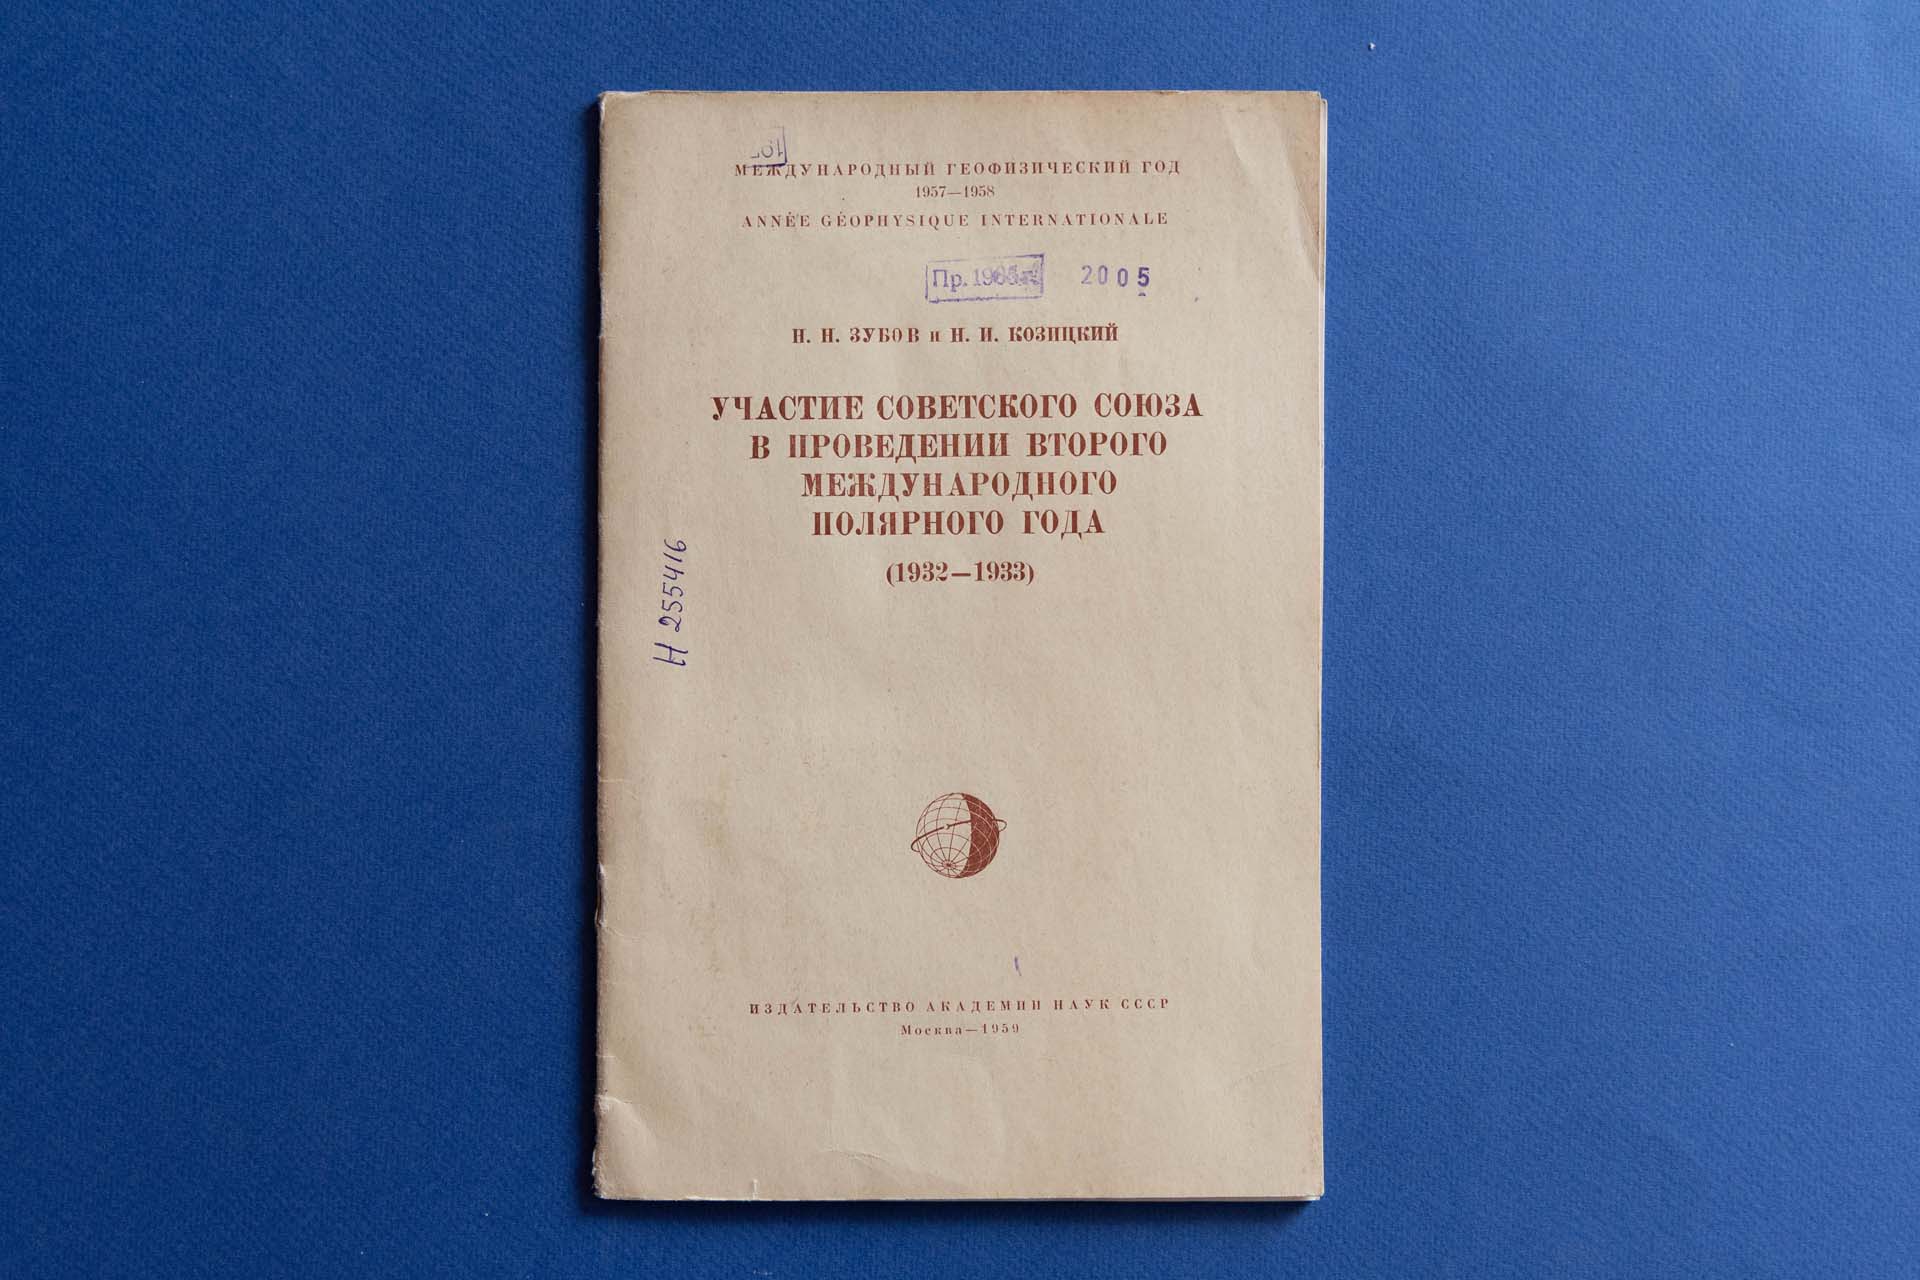 МЕЖДУНАРОДНЫЙ ГЕОФИЗИЧЕСКИЙ ГОД
1957—1958
ANNÉE GÉOPHYSIQUE INTERNATIONALE
Пр. 2005
Н. Н. ЗУБОВ и Н. И. КОЗИЦКИЙ
УЧАСТИЕ СОВЕТСКОГО СОЮЗА
В ПРОВЕДЕНИИ ВТОРОГО
МЕЖДУНАРОДНОГО
ПОЛЯРНОГО ГОДА
(1932—1933)
Н 255416
ИЗДАТЕЛЬСТВО АКАДЕМИИ НАУК СССР
Москва—1959